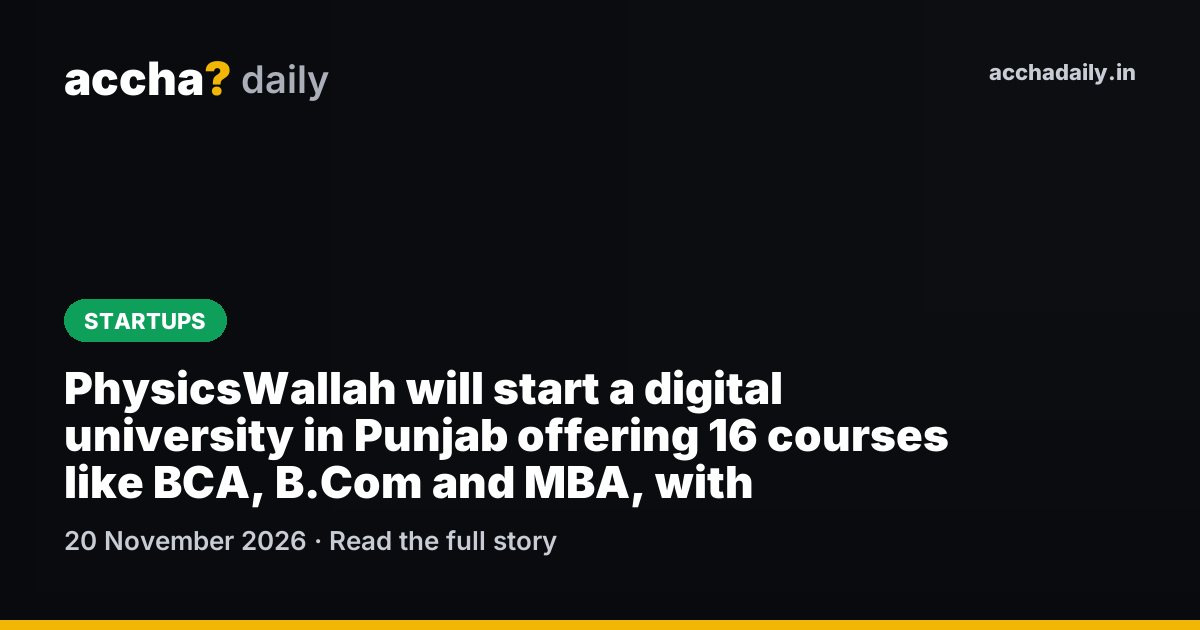 accha? daily
acchadaily.in
STARTUPS
PhysicsWallah will start a digital
university in Punjab offering 16 courses
like BCA, B.Com and MBA, with
20 November 2026 · Read the full story